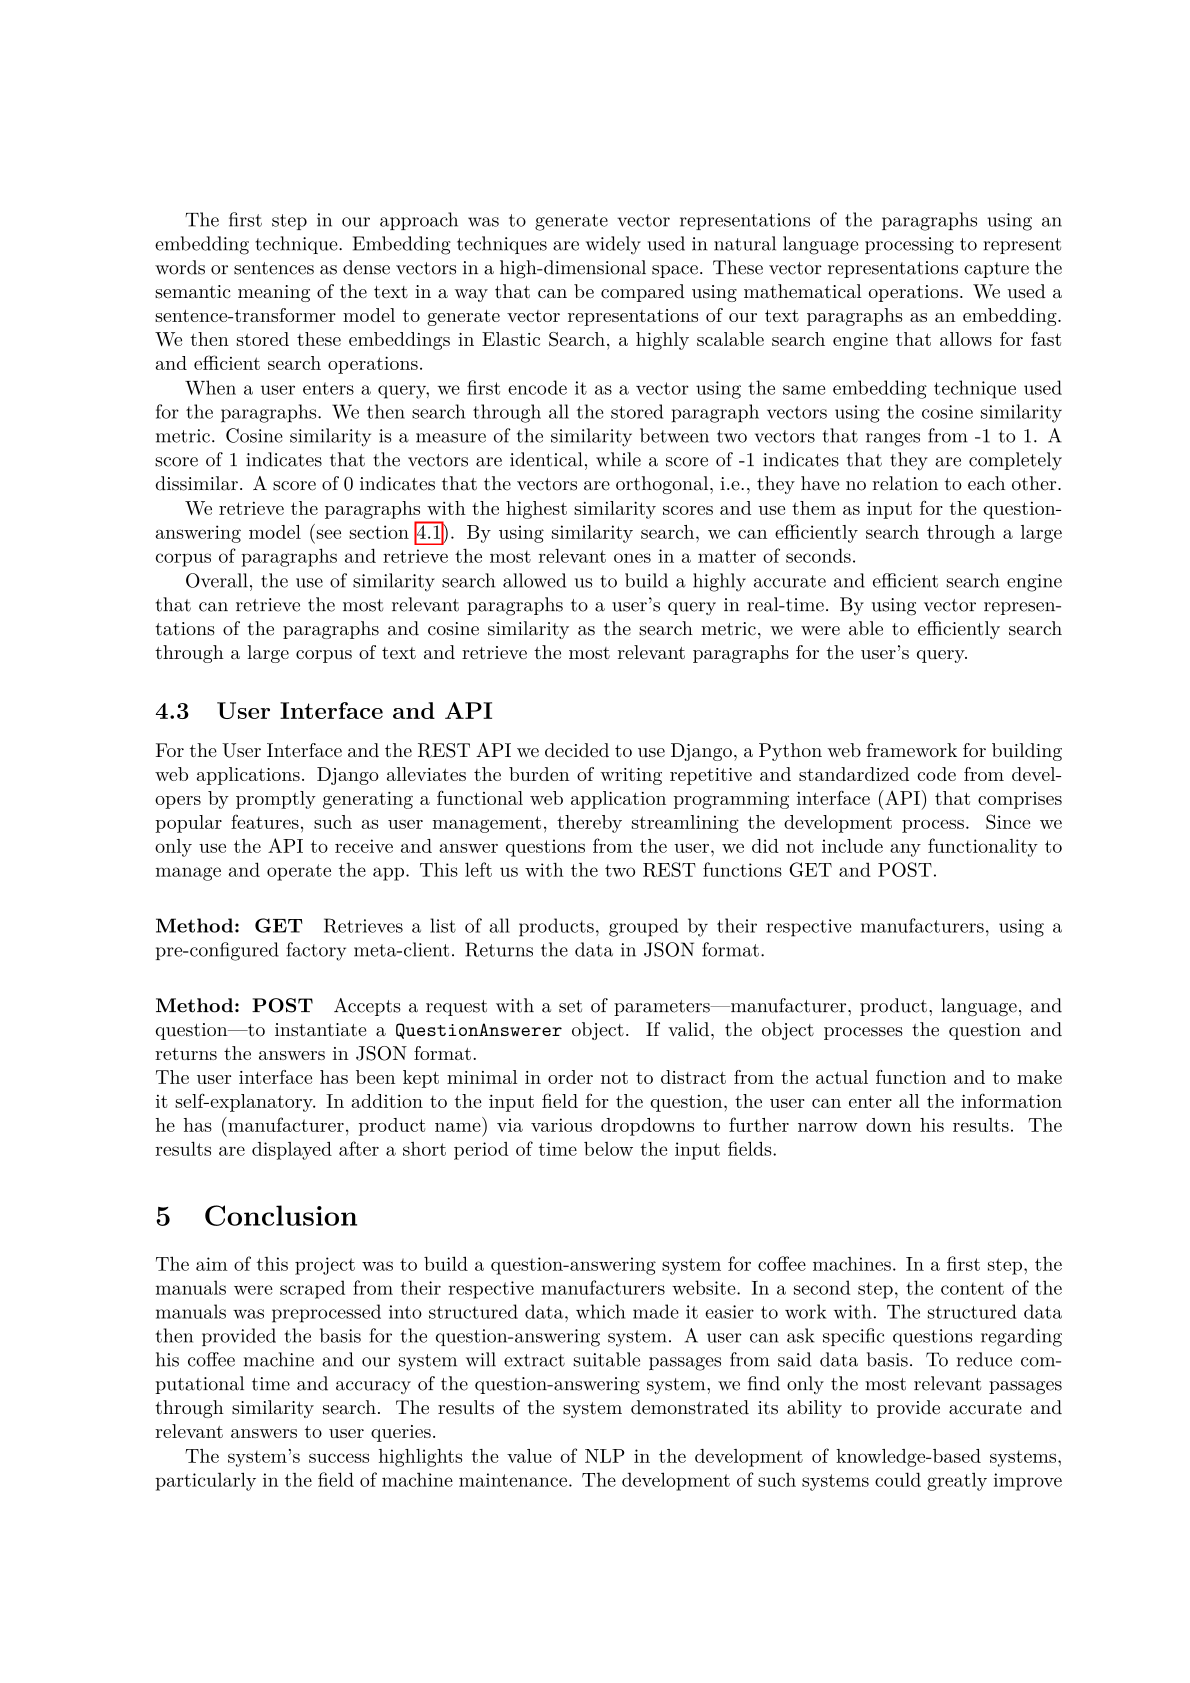 The first step in our approach was to generate vector representations of the paragraphs using an
embedding technique. Embedding techniques are widely used in natural language processing to represent
words or sentences as dense vectors in a high-dimensional space. These vector representations capture the
semantic meaning of the text in a way that can be compared using mathematical operations. We used a
sentence-transformer model to generate vector representations of our text paragraphs as an embedding.
We then stored these embeddings in Elastic Search, a highly scalable search engine that allows for fast
and efficient search operations.
When a user enters a query, we first encode it as a vector using the same embedding technique used
for the paragraphs. We then search through all the stored paragraph vectors using the cosine similarity
metric. Cosine similarity is a measure of the similarity between two vectors that ranges from -1 to 1. A
score of 1 indicates that the vectors are identical, while a score of -1 indicates that they are completely
dissimilar. A score of 0 indicates that the vectors are orthogonal, i.e., they have no relation to each other.
We retrieve the paragraphs with the highest similarity scores and use them as input for the question-
answering model (see section 4.1). By using similarity search, we can efficiently search through a large
corpus of paragraphs and retrieve the most relevant ones in a matter of seconds.
Overall, the use of similarity search allowed us to build a highly accurate and efficient search engine
that can retrieve the most relevant paragraphs to a user's query in real-time. By using vector represen-
tations of the paragraphs and cosine similarity as the search metric, we were able to efficiently search
through a large corpus of text and retrieve the most relevant paragraphs for the user's query.
4.3 User Interface and API
For the User Interface and the REST API we decided to use Django, a Python web framework for building
web applications. Django alleviates the burden of writing repetitive and standardized code from devel-
opers by promptly generating a functional web application programming interface (API) that comprises
popular features, such as user management, thereby streamlining the development process. Since we
only use the API to receive and answer questions from the user, we did not include any functionality to
manage and operate the app. This left us with the two REST functions GET and POST.
Method: GET Retrieves a list of all products, grouped by their respective manufacturers, using a
pre-configured factory meta-client. Returns the data in JSON format.
Method: POST Accepts a request with a set of parameters—manufacturer, product, language, and
question—to instantiate a QuestionAnswerer object. If valid, the object processes the question and
returns the answers in JSON format.
The user interface has been kept minimal in order not to distract from the actual function and to make
it self-explanatory. In addition to the input field for the question, the user can enter all the information
he has (manufacturer, product name) via various dropdowns to further narrow down his results. The
results are displayed after a short period of time below the input fields.
5 Conclusion
The aim of this project was to build a question-answering system for coffee machines. In a first step, the
manuals were scraped from their respective manufacturers website. In a second step, the content of the
manuals was preprocessed into structured data, which made it easier to work with. The structured data
then provided the basis for the question-answering system. A user can ask specific questions regarding
his coffee machine and our system will extract suitable passages from said data basis. To reduce com-
putational time and accuracy of the question-answering system, we find only the most relevant passages
through similarity search. The results of the system demonstrated its ability to provide accurate and
relevant answers to user queries.
The system's success highlights the value of NLP in the development of knowledge-based systems,
particularly in the field of machine maintenance. The development of such systems could greatly improve